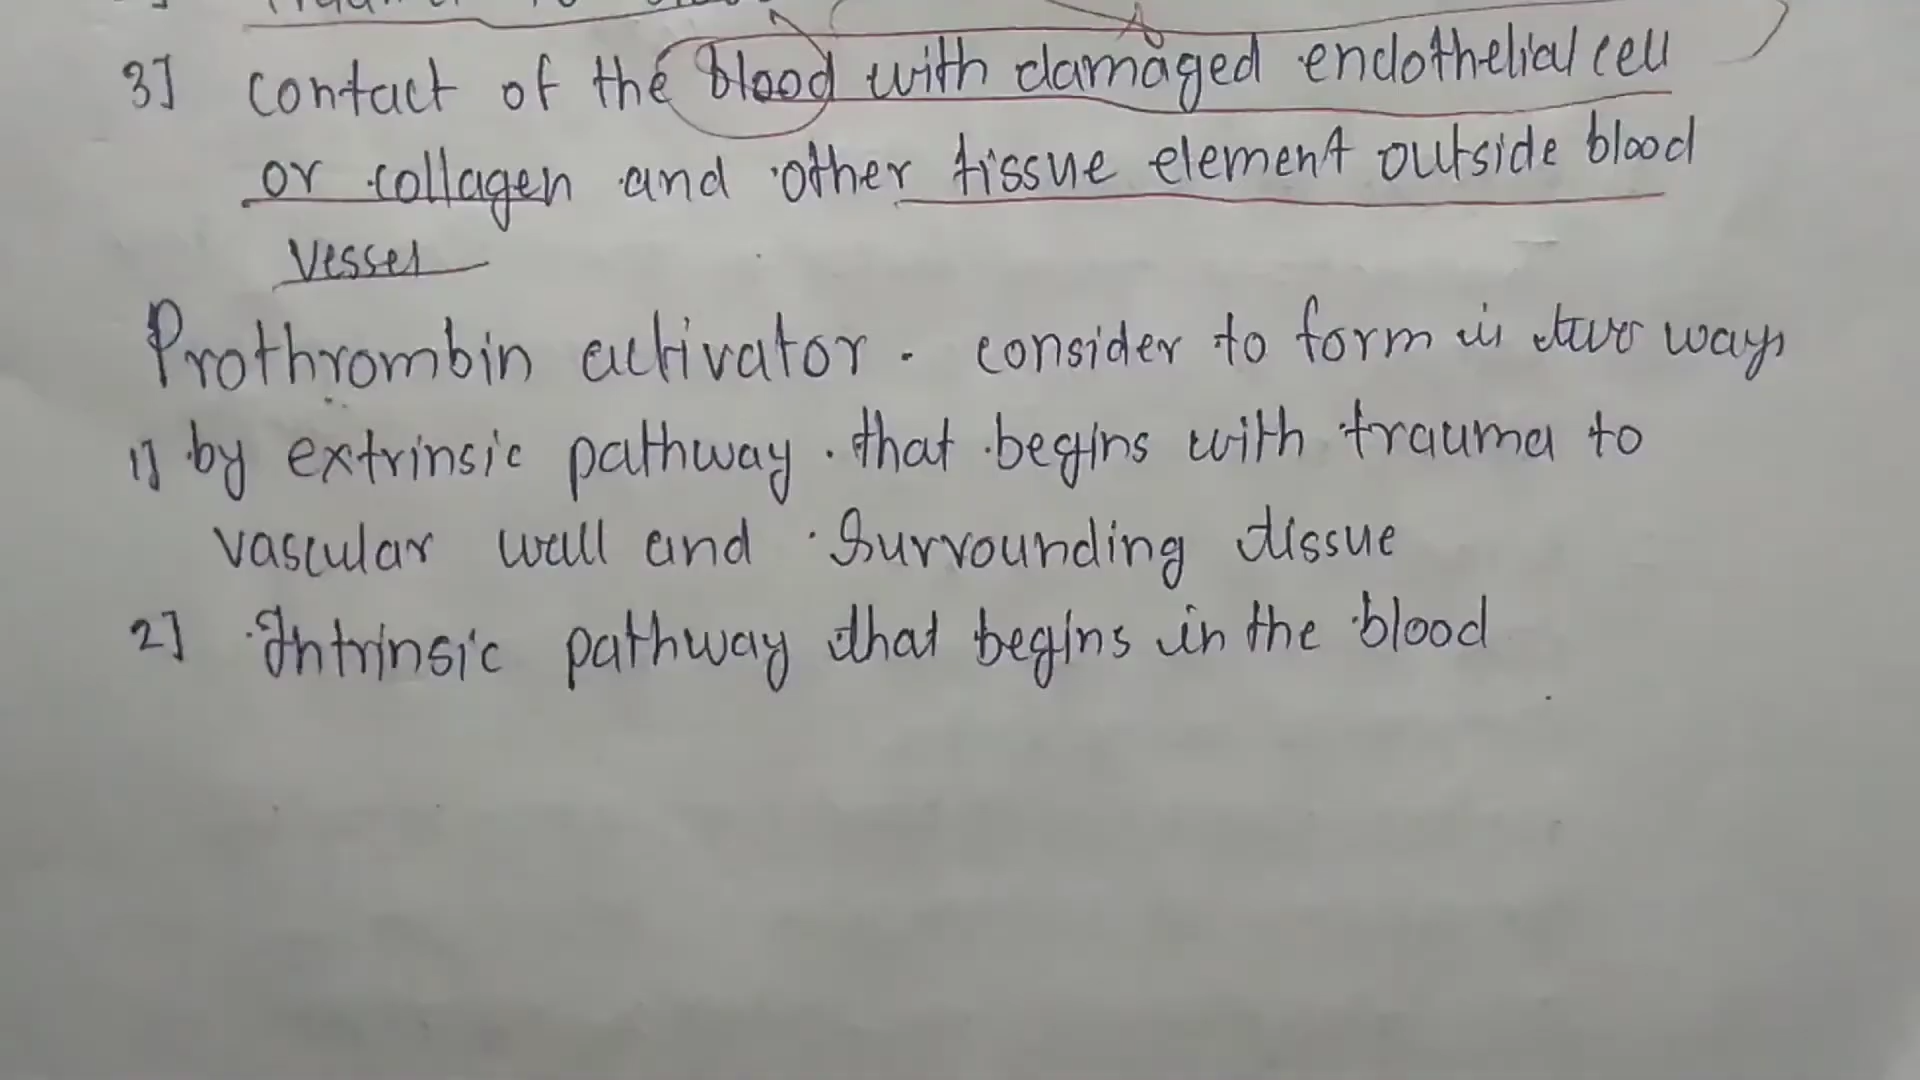 3] contact of the blood with damaged endothelial cell
or collagen and other tissue element outside blood
vessel
Prothrombin activator. consider to form in two ways
1] by extrinsic pathway. that begins with trauma to
vascular wall and surrounding tissue
2] Intrinsic pathway that begins in the blood